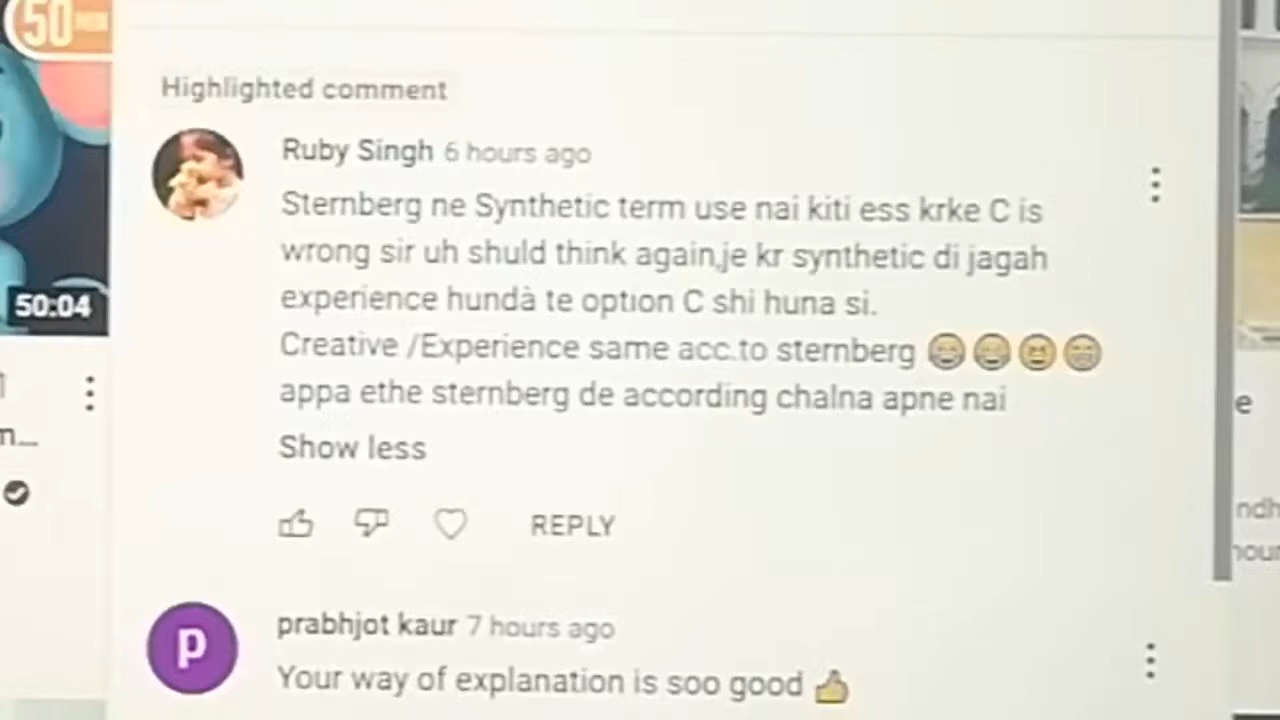 50
50:04
Highlighted comment
Ruby Singh 6 hours ago
Sternberg ne Synthetic term use nai kiti ess krke C is
wrong sir uh shuld think again,je kr synthetic di jagah
experience hundà te option C shi huna si.
Creative /Experience same acc.to sternberg 😁😁😆😁
appa ethe sternberg de according chalna apne nai
Show less
REPLY
P
prabhjot kaur 7 hours ago
Your way of explanation is soo good 👍